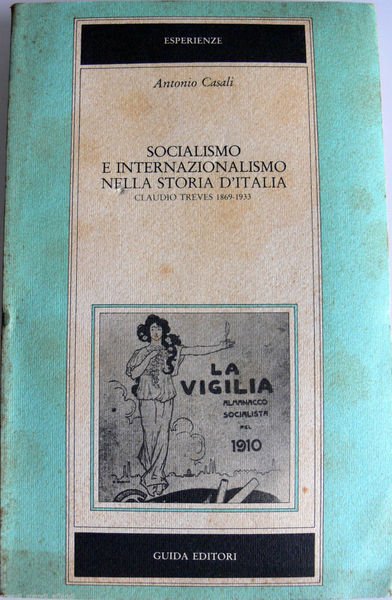 ESPERIENZE
Antonio Casali
SOCIALISMO
E INTERNAZIONALISMO
NELLA STORIA D'ITALIA
CLAUDIO TREVES 1869-1933
LA
VIGILIA
ALMANACCO
SOCIALISTA
PEL
1910
GUIDA EDITORI